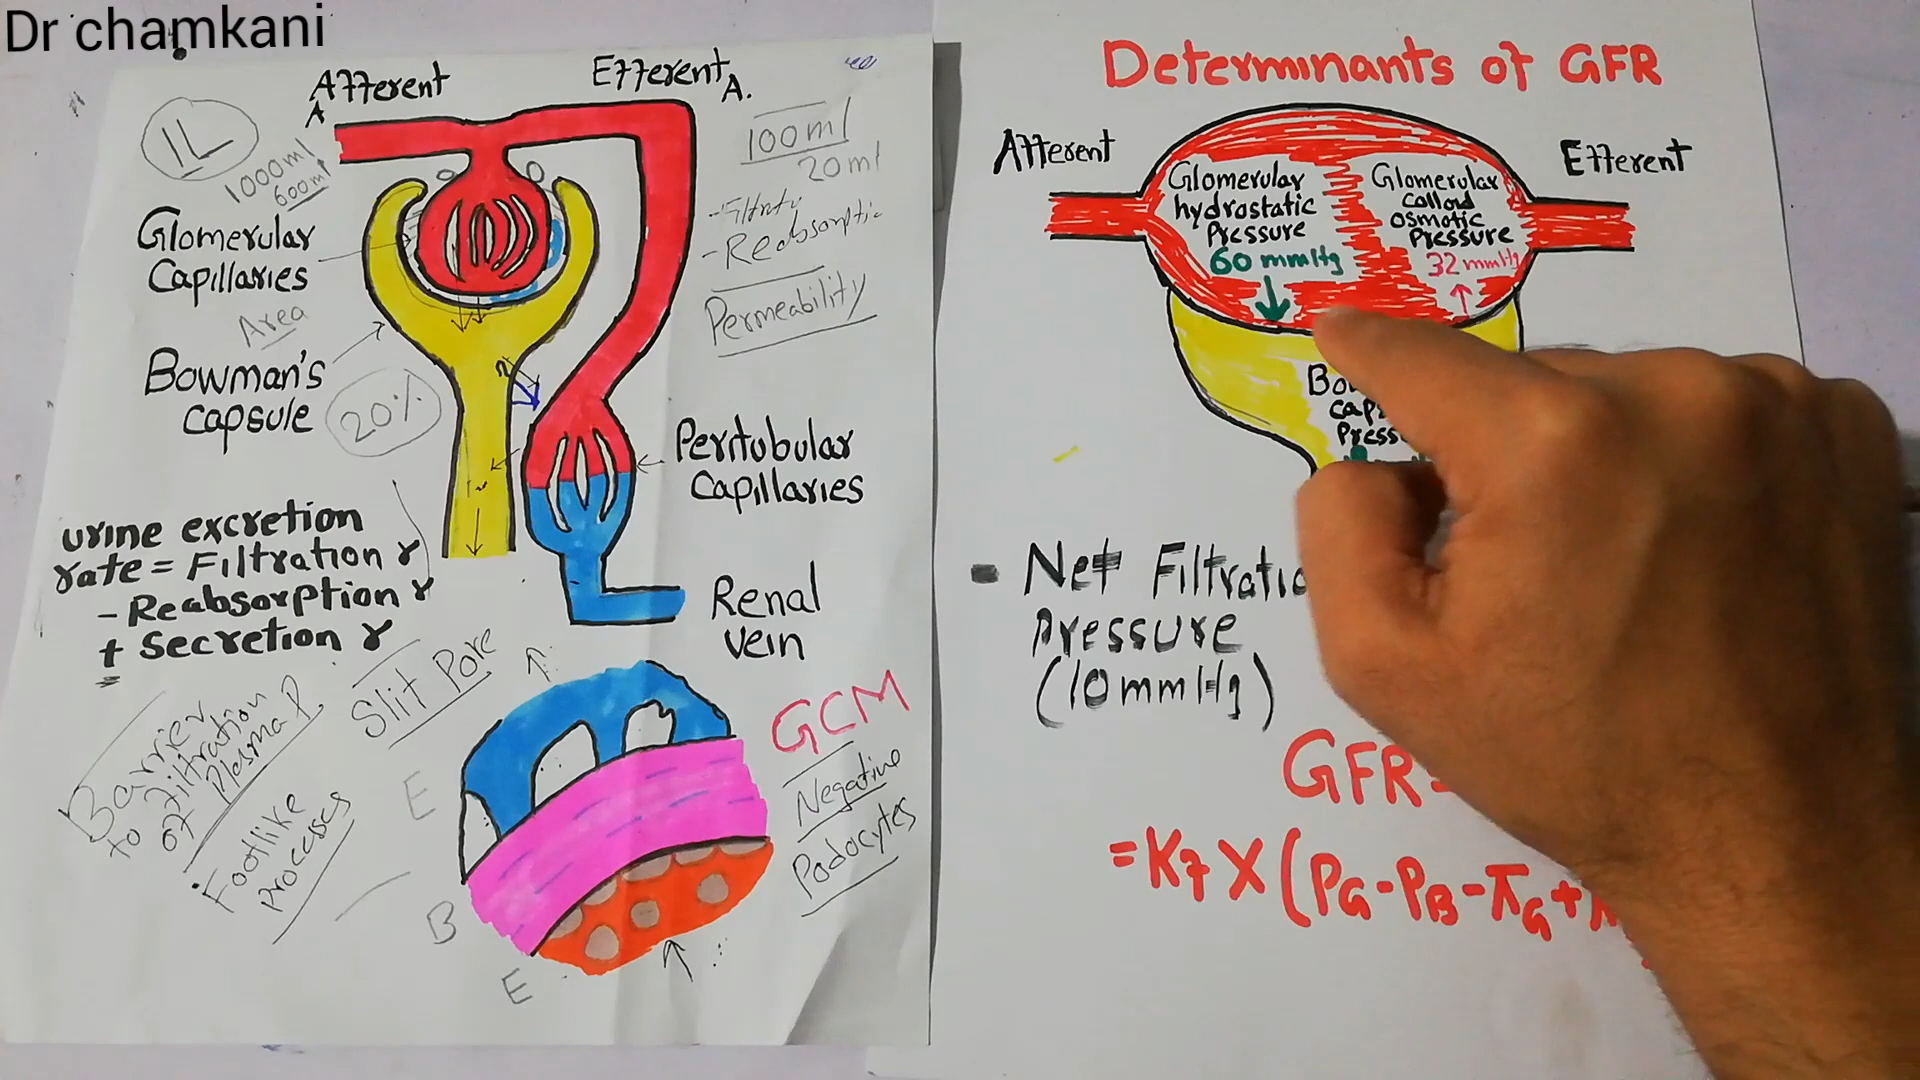 Dr chamkani
Afferent
A
Efferent
A.
1L
1000ml
600ml
100ml
20ml
- Reabsorptio
Permeability
Glomerular
Capillaries
Area
Bowman's
capsule
20%
Peritubular
Capillaries
urine excretion
rate = Filtration r
- Reabsorption r
+ Secretion r
Renal
vein
Slit Pore
Barrier
to Filtration
of Plasma P.
Footlike
processes
GCM
Negative
Podocytes
E
B
E
Determinants of GFR
Afferent
Efferent
Glomerular
hydrostatic
Pressure
60 mmHg
Glomerular
colloid
osmotic
Pressure
32 mmHg
Bo
cap
Press
Net Filtratio
Pressure
(10mmHg)
GFR=
=Kf X (PG-PB-πG+π